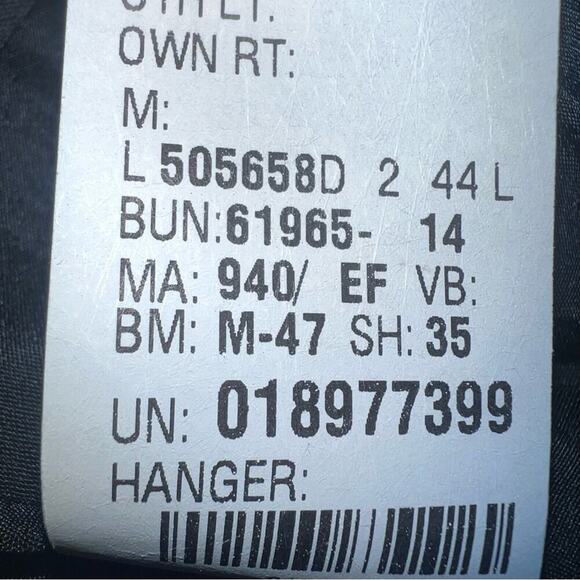 OWN RT:
M:
L 505658D 2 44 L
BUN:61965- 14
MA: 940/ EF VB:
BM: M-47 SH: 35
UN: 018977399
HANGER: